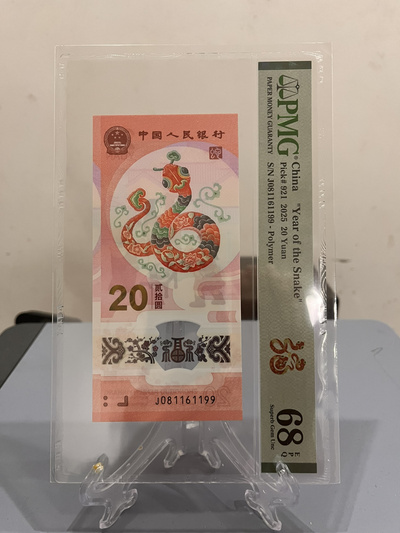 中国人民银行
20
贰拾圆
J081161199
PMG
PAPER MONEY GUARANTY
China "Year of the Snake"
Pick# 921 2025 20 Yuan
S/N J081161199 - Polymer
68 EPQ
Superb Gem Unc